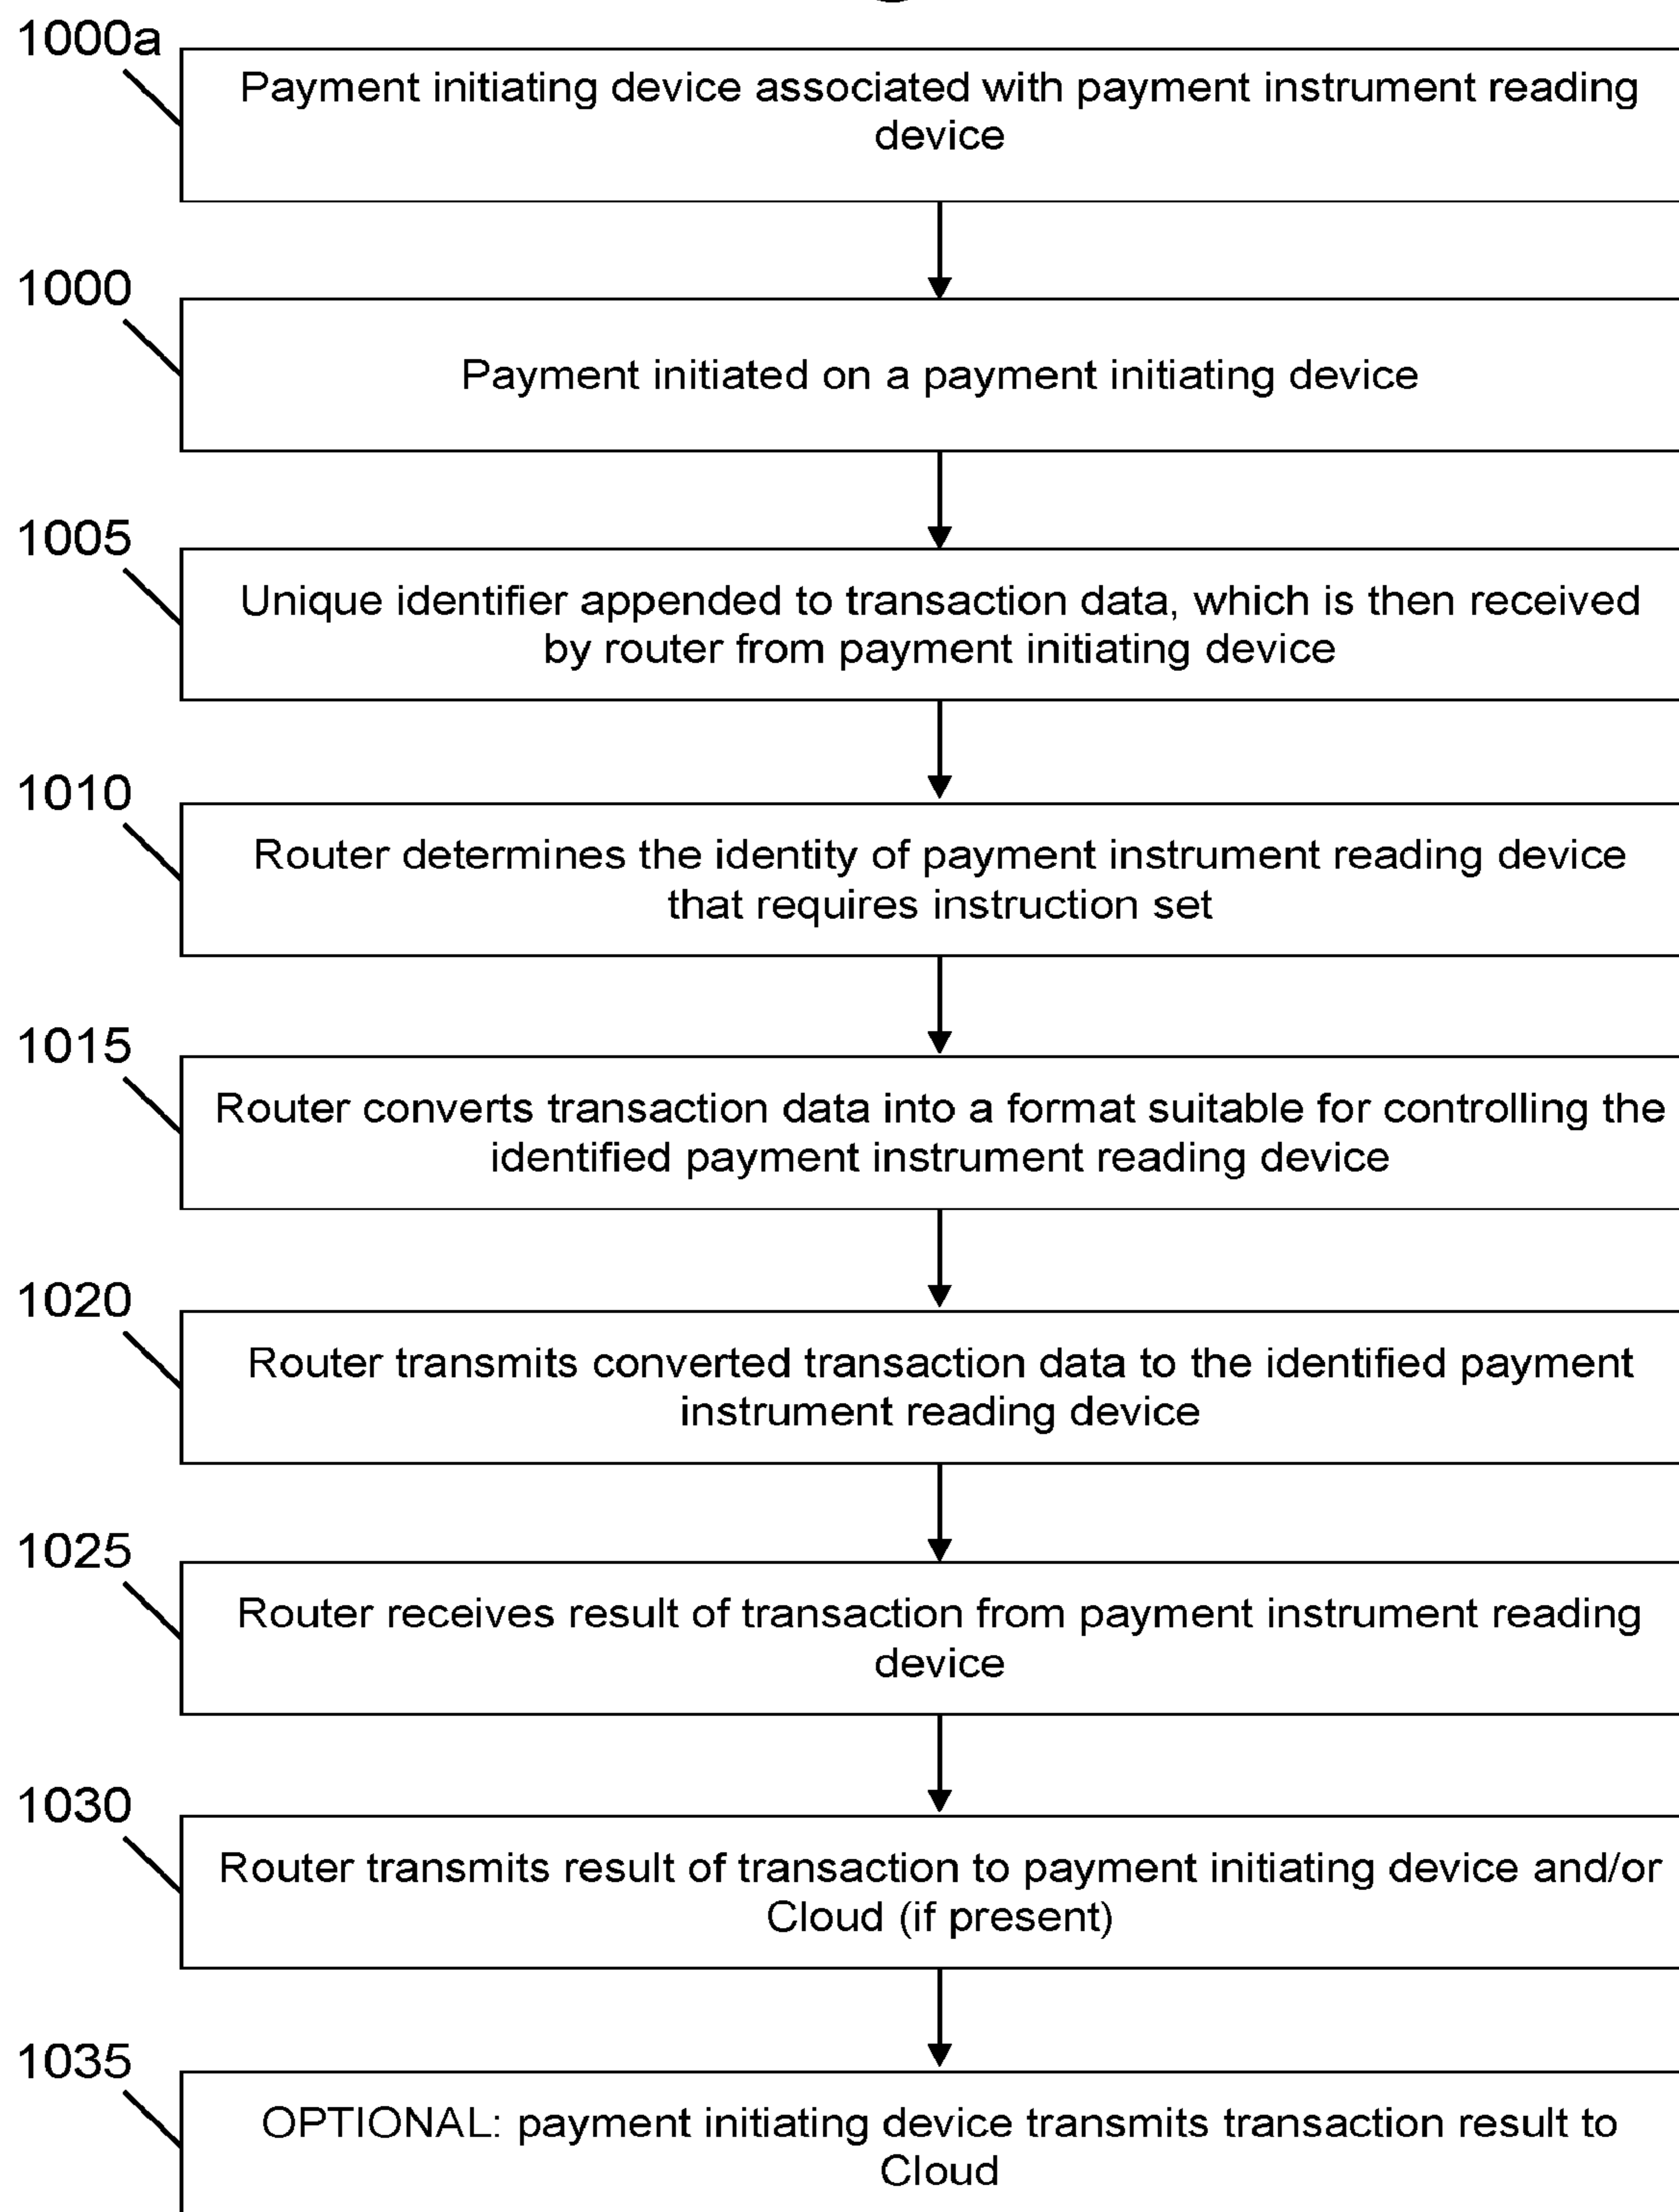 1000a
Payment initiating device associated with payment instrument reading
device
1000
Payment initiated on a payment initiating device
1005
Unique identifier appended to transaction data, which is then received
by router from payment initiating device
1010
Router determines the identity of payment instrument reading device
that requires instruction set
1015
Router converts transaction data into a format suitable for controlling the
identified payment instrument reading device
1020
Router transmits converted transaction data to the identified payment
instrument reading device
1025
Router receives result of transaction from payment instrument reading
device
1030
Router transmits result of transaction to payment initiating device and/or
Cloud (if present)
1035
OPTIONAL: payment initiating device transmits transaction result to
Cloud